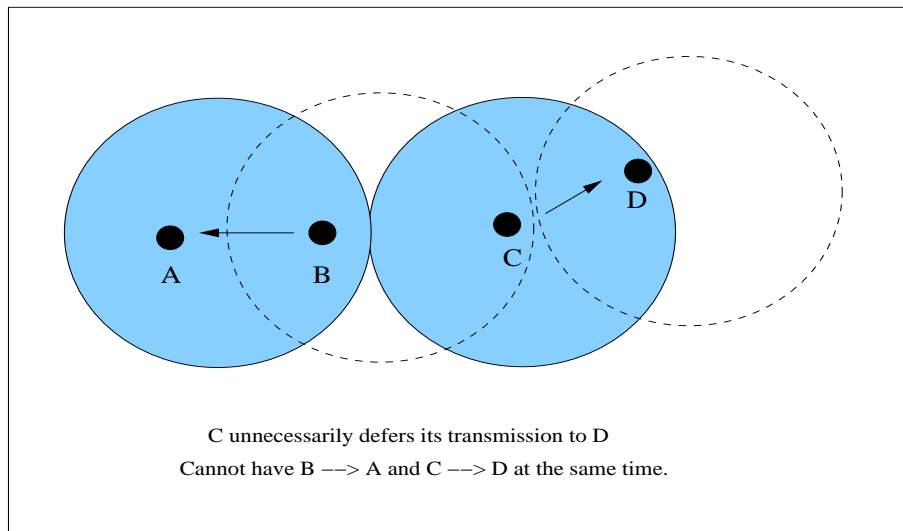 D
A
B
C
C unnecessarily defers its transmission to D
Cannot have B −−> A and C −−> D at the same time.